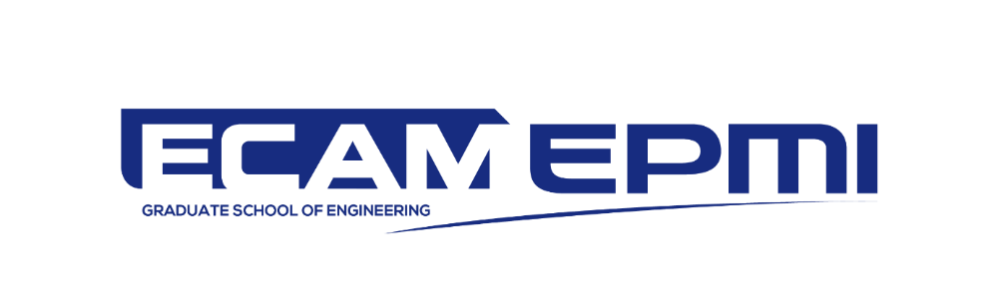 ECAM EPMI
GRADUATE SCHOOL OF ENGINEERING